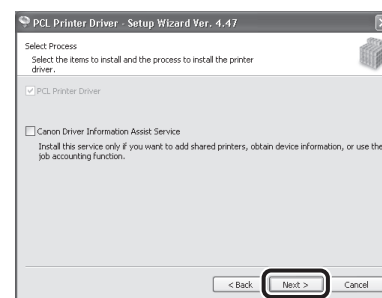 PCL Printer Driver - Setup Wizard Ver. 4.47
Select Process
Select the items to install and the process to install the printer
driver.
PCL Printer Driver
Canon Driver Information Assist Service
Install this service only if you want to add shared printers, obtain device information, or use the
job accounting function.
< Back
Next >
Cancel